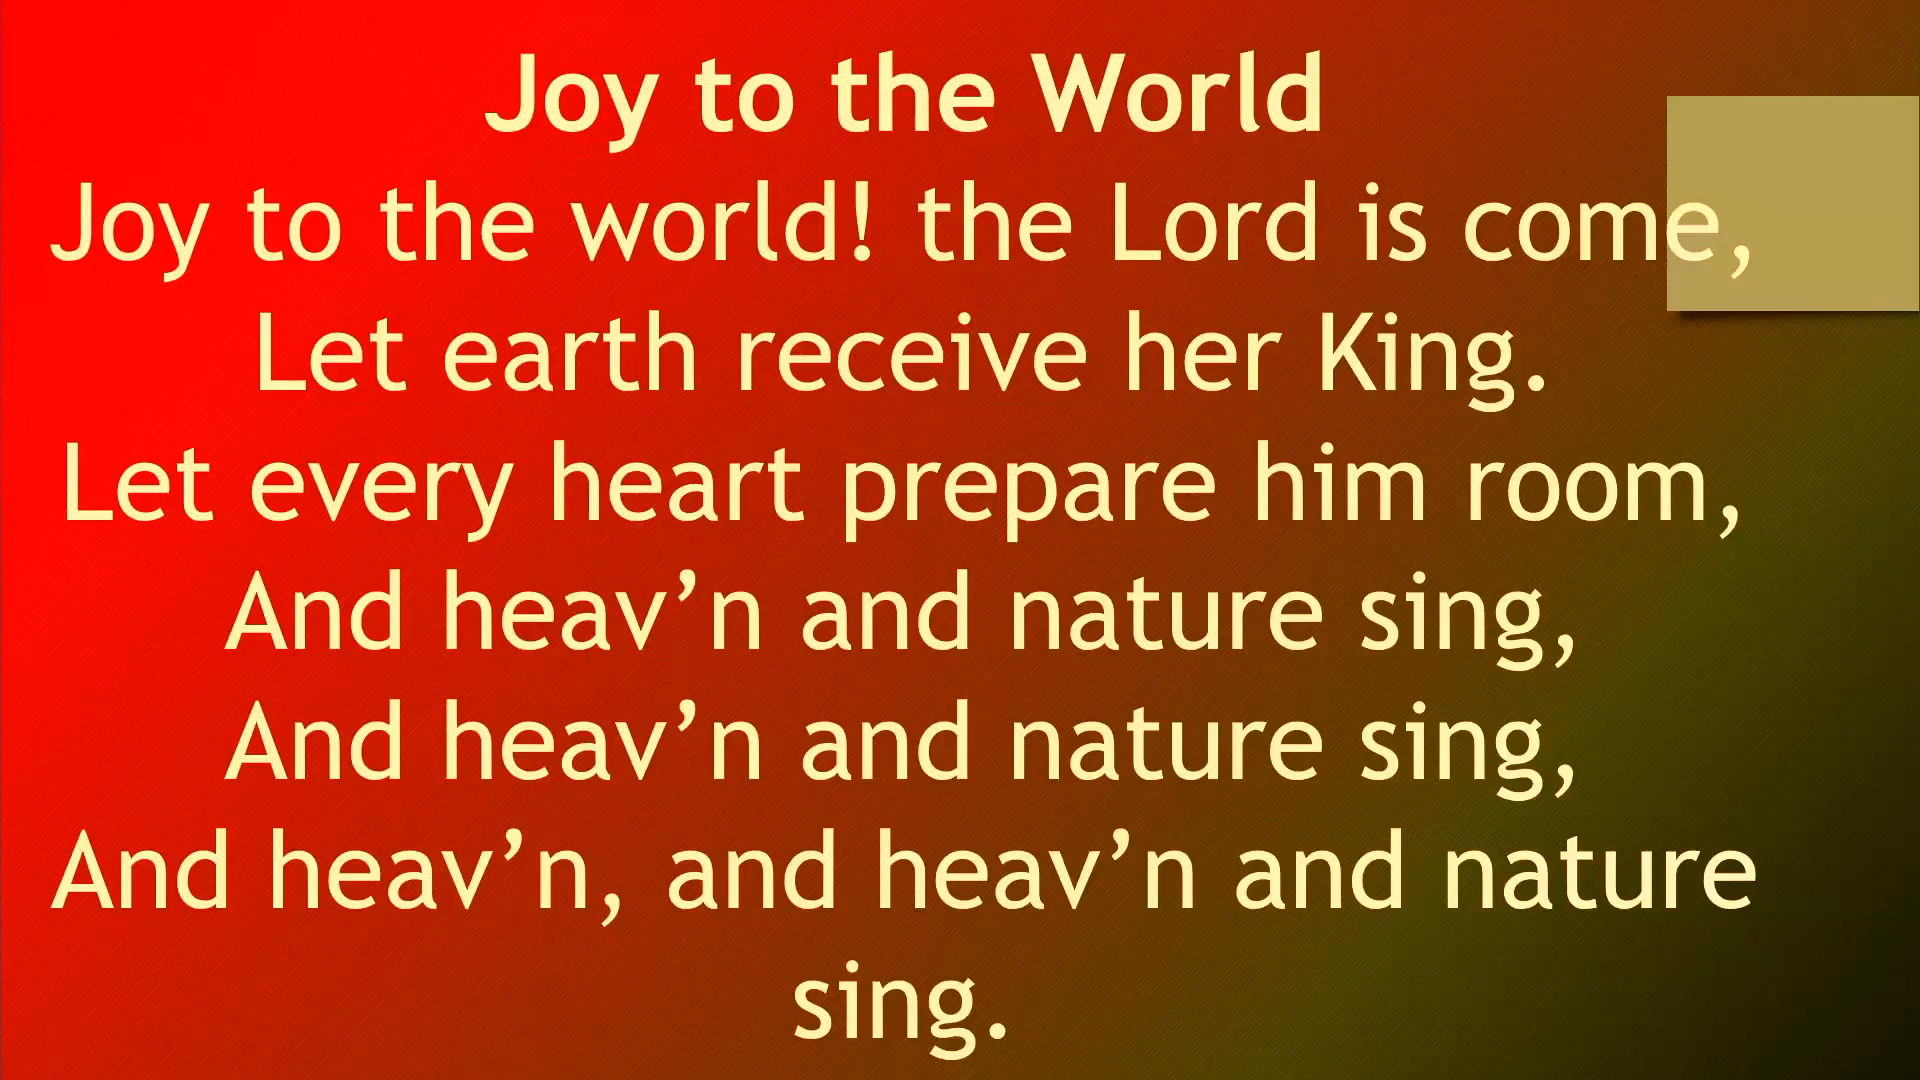 Joy to the World
Joy to the world! the Lord is come,
Let earth receive her King.
Let every heart prepare him room,
And heav’n and nature sing,
And heav’n and nature sing,
And heav’n, and heav’n and nature
sing.